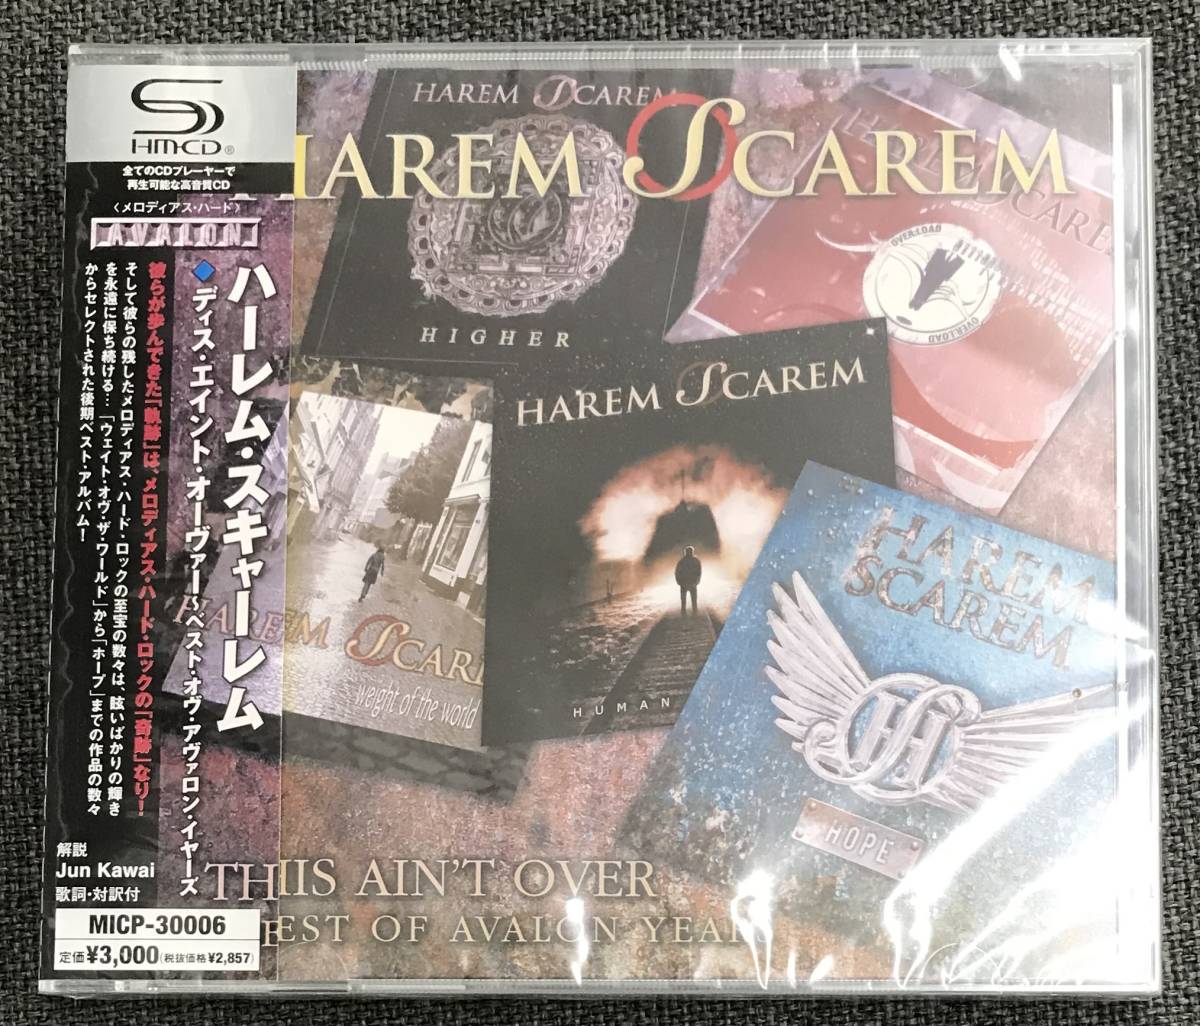 SHM-CD®
全てのCDプレーヤーで
再生可能な高音質CD
〈メロディアス・ハード〉
AVALON
ハーレム・スキャーレム
◆ディス・エイント・オーヴァー～ベスト・オヴ・アヴァロン・イヤーズ
彼らが歩んできた「軌跡」は、メロディアス・ハード・ロックの「奇跡」なり!
そして彼らの残したメロディアス・ハード・ロックの至宝の数々は、眩いばかりの輝き
を永遠に保ち続ける…「ウェイト・オヴ・ザ・ワールド」から「ホープ」までの作品の数々
からセレクトされた後期ベスト・アルバム!
解説
Jun Kawai
歌詞・対訳付
MICP-30006
定価¥3,000(税抜価格¥2,857)
HAREM SCAREM
HAREM SCAREM
HIGHER
OVER:LOAD
OVER:LOAD
HAREM SCAREM
weight of the world
HAREM SCAREM
HUMAN
HAREM
SCAREM
HOPE
THIS AIN'T OVER
BEST OF AVALON YEARS